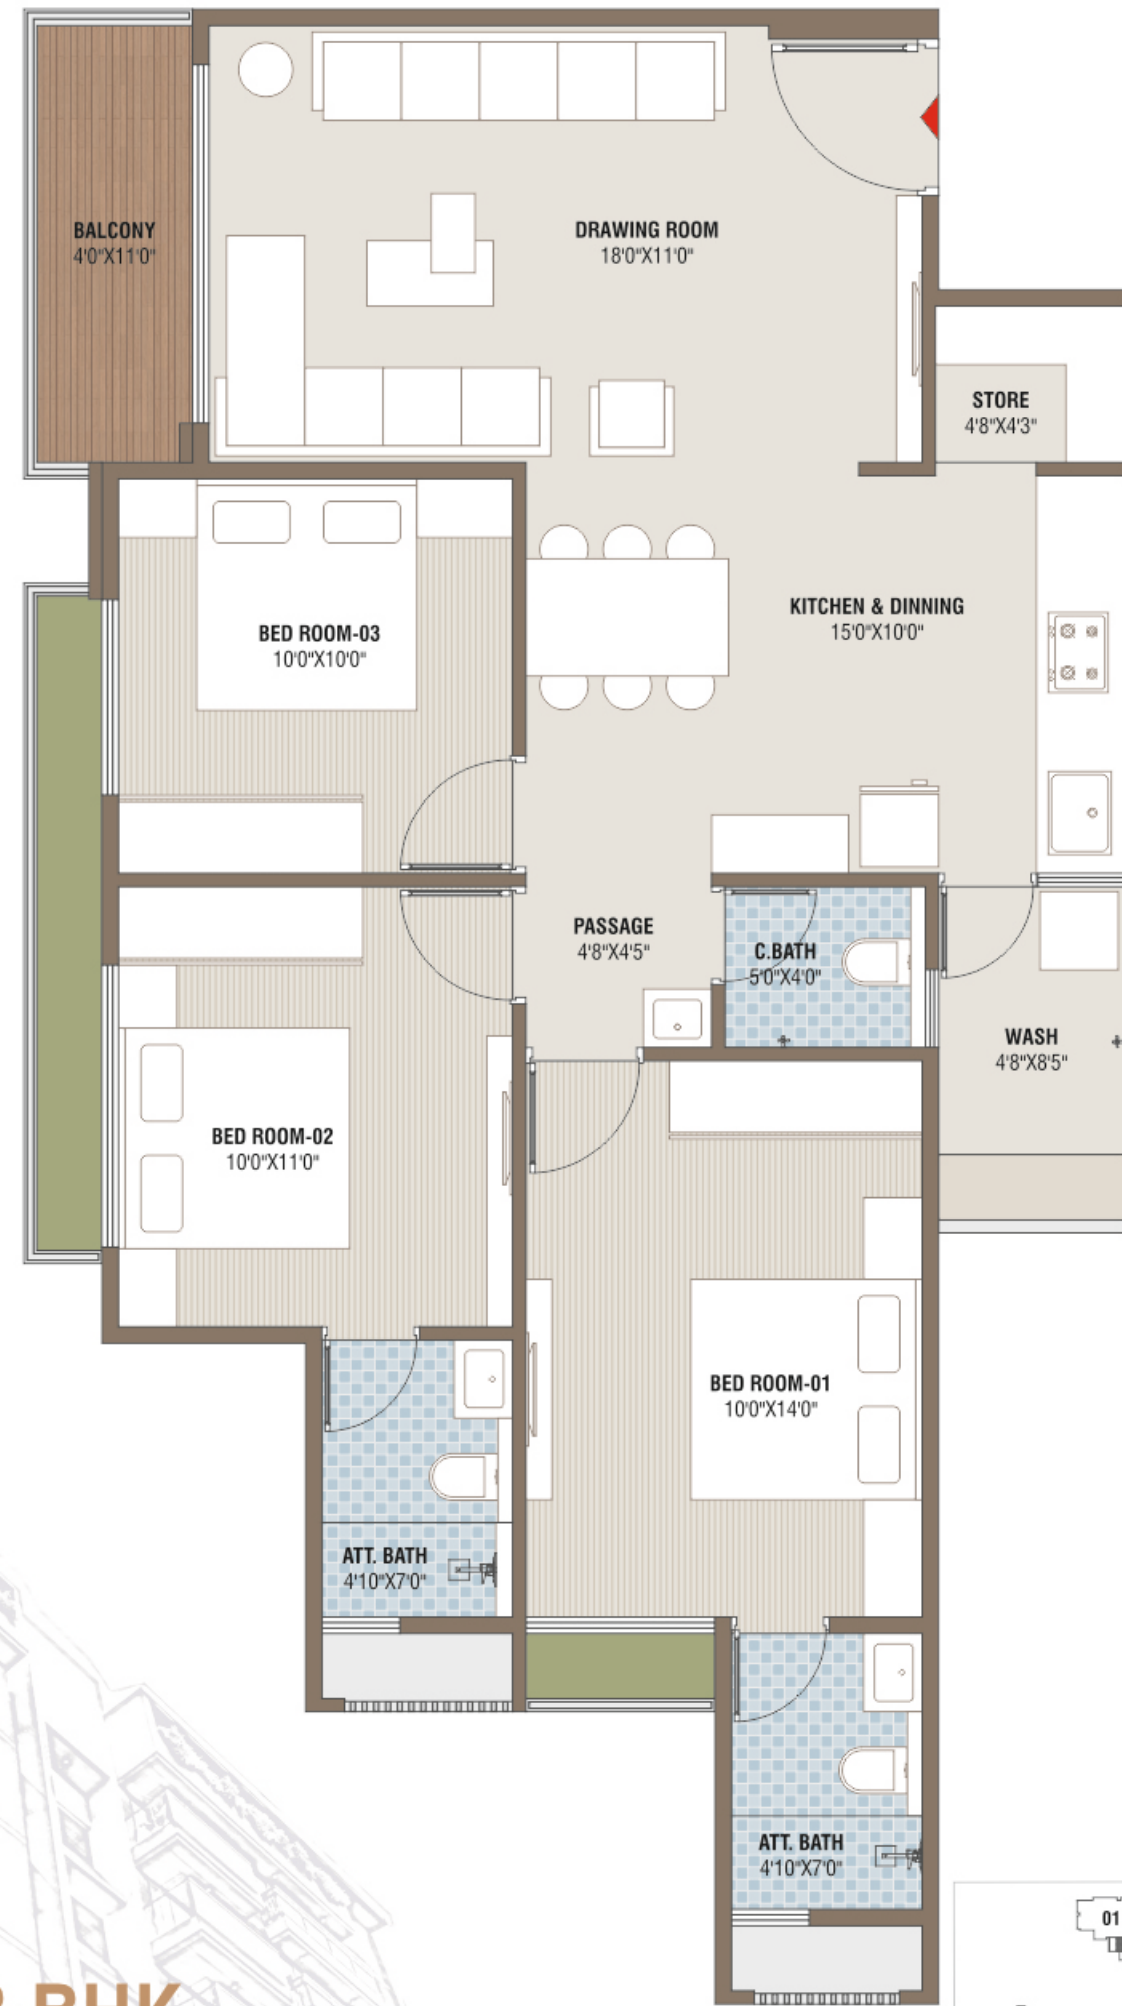 BALCONY
4'0"X11'0"
DRAWING ROOM
18'0"X11'0"
STORE
4'8"X4'3"
BED ROOM-03
10'0"X10'0"
KITCHEN & DINNING
15'0"X10'0"
PASSAGE
4'8"X4'5"
C.BATH
5'0"X4'0"
WASH
4'8"X8'5"
BED ROOM-02
10'0"X11'0"
BED ROOM-01
10'0"X14'0"
ATT. BATH
4'10"X7'0"
ATT. BATH
4'10"X7'0"
01
BHK